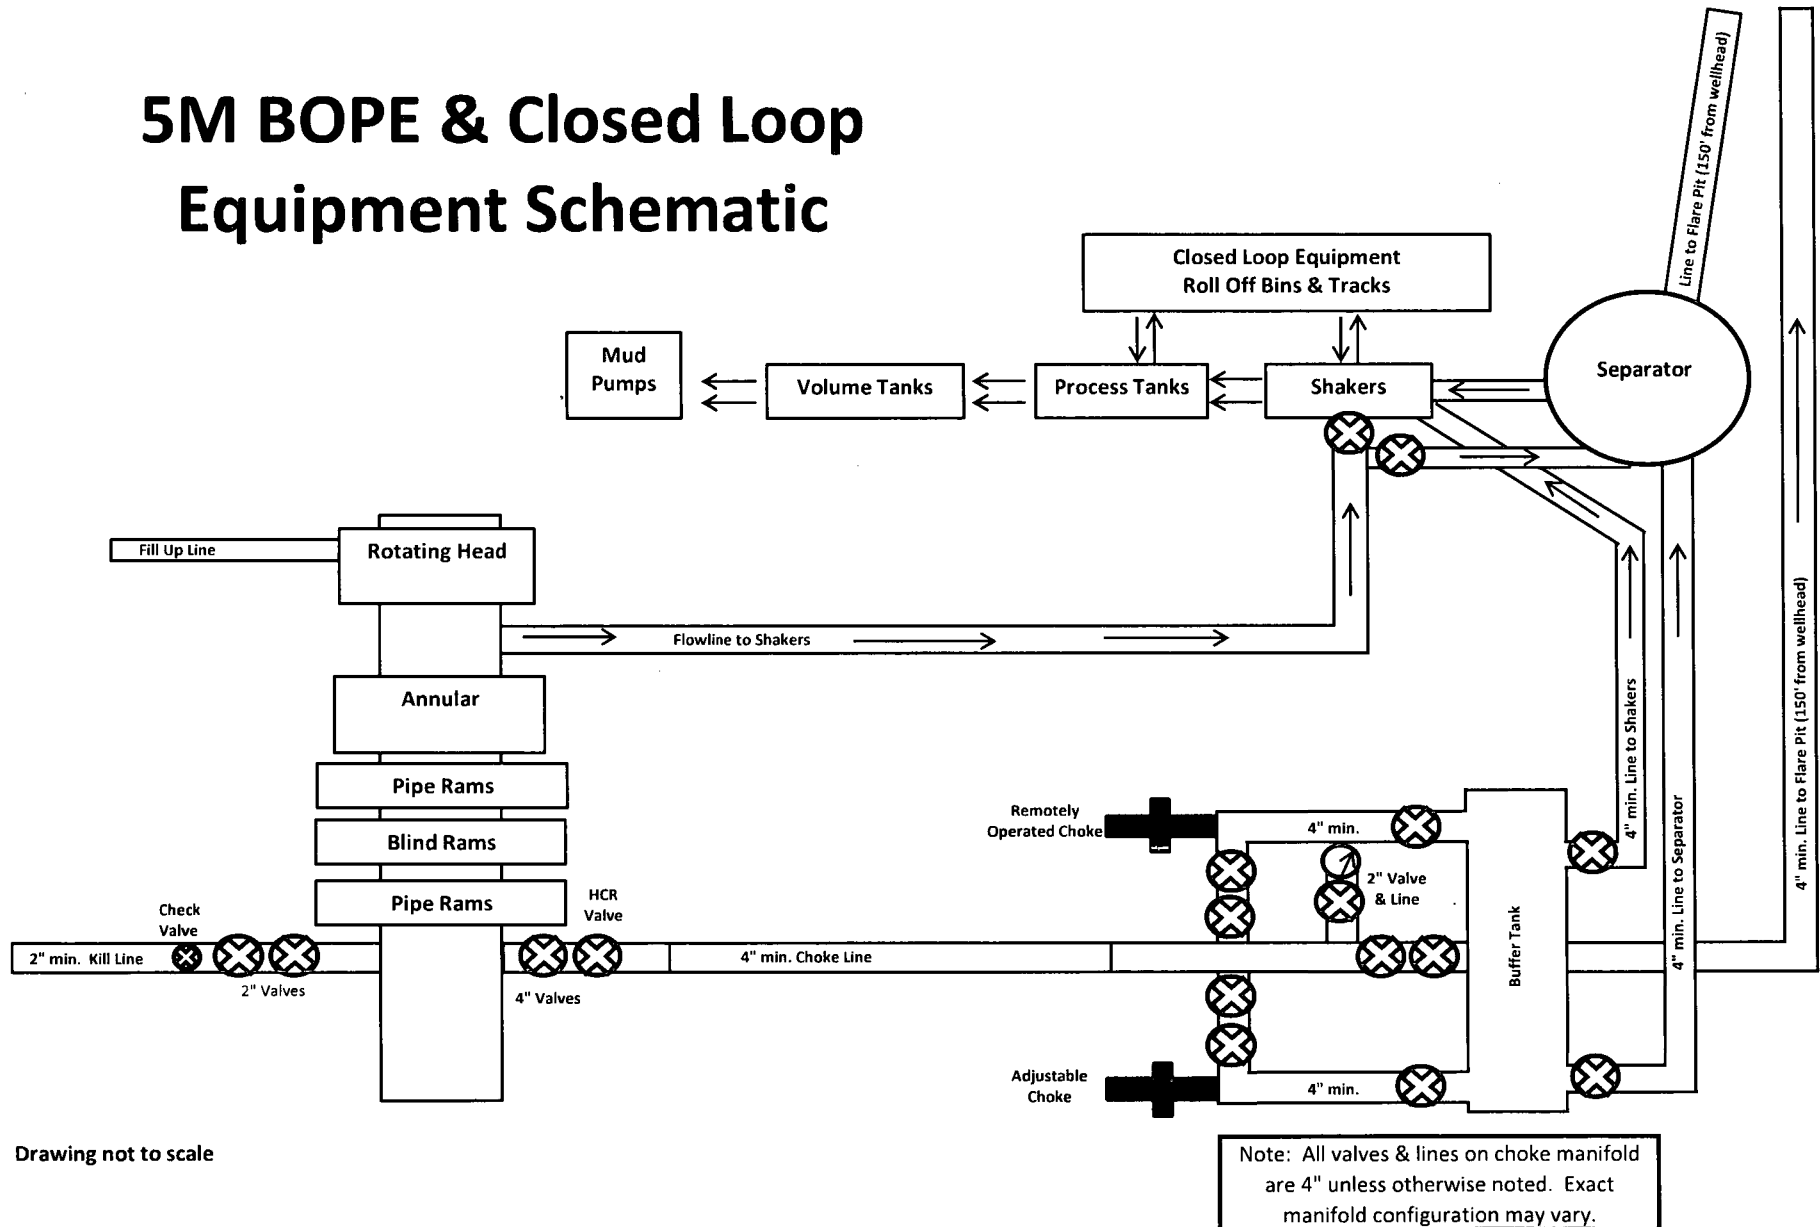 5M BOPE & Closed Loop
Equipment Schematic
Line to Flare Pit (150' from wellhead)
Closed Loop Equipment
Roll Off Bins & Tracks
Mud
Pumps
Volume Tanks
Process Tanks
Shakers
Separator
Fill Up Line
Rotating Head
Flowline to Shakers
Annular
Pipe Rams
Blind Rams
Pipe Rams
Check
Valve
HCR
Valve
2" min. Kill Line
2" Valves
4" Valves
4" min. Choke Line
Remotely
Operated Choke
4" min.
2" Valve
& Line
Adjustable
Choke
4" min.
Buffer Tank
4" min. Line to Shakers
4" min. Line to Separator
4" min. Line to Flare Pit (150' from wellhead)
Drawing not to scale
Note: All valves & lines on choke manifold
are 4" unless otherwise noted. Exact
manifold configuration may vary.